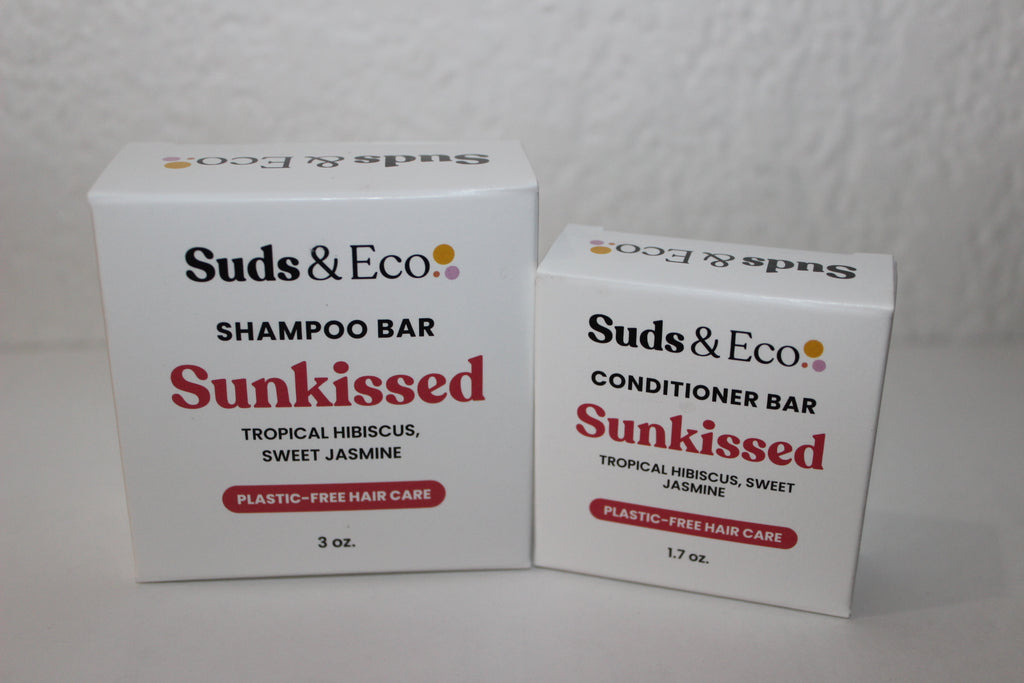 Suds & Eco
Suds & Eco
SHAMPOO BAR
Sunkissed
TROPICAL HIBISCUS,
SWEET JASMINE
PLASTIC-FREE HAIR CARE
3 oz.
Suds & Eco
Suds & Eco
CONDITIONER BAR
Sunkissed
TROPICAL HIBISCUS, SWEET
JASMINE
PLASTIC-FREE HAIR CARE
1.7 oz.